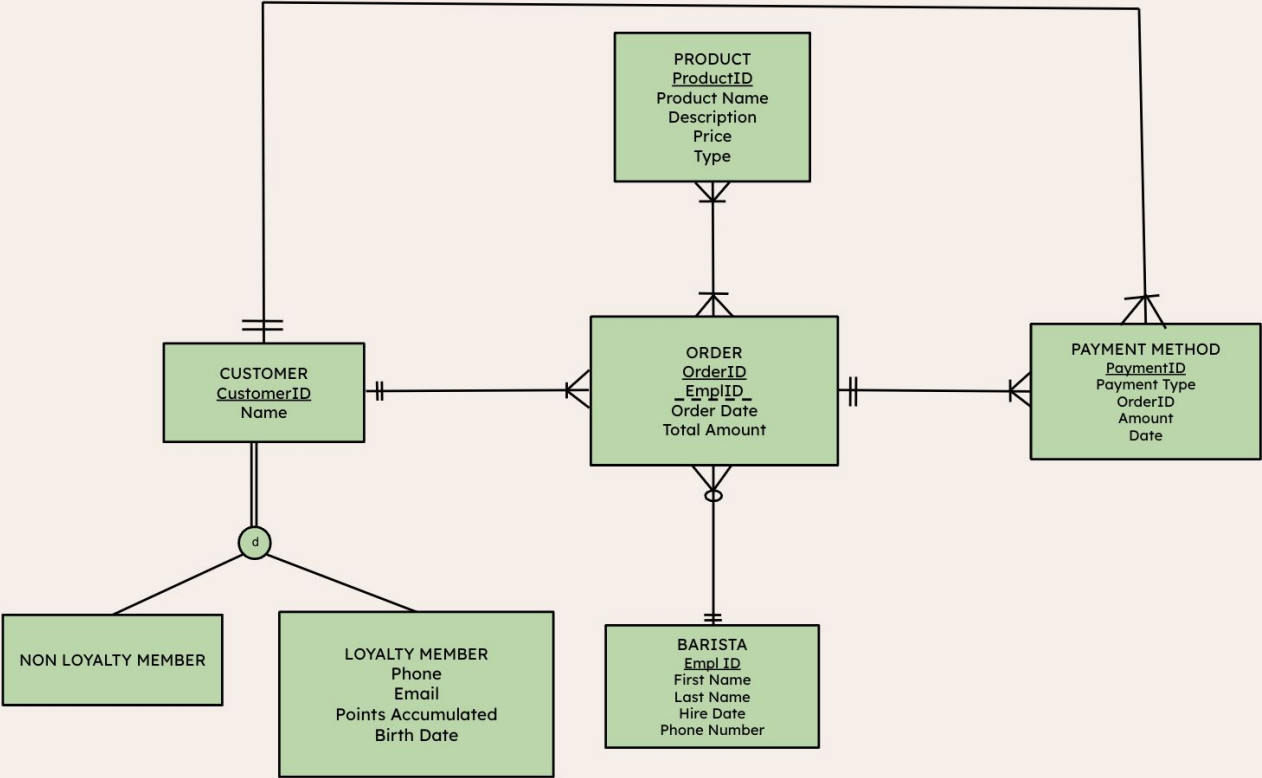 PRODUCT
ProductID
Product Name
Description
Price
Type
CUSTOMER
CustomerID
Name
ORDER
OrderID
EmplID
Order Date
Total Amount
PAYMENT METHOD
PaymentID
Payment Type
OrderID
Amount
Date
d
NON LOYALTY MEMBER
LOYALTY MEMBER
Phone
Email
Points Accumulated
Birth Date
BARISTA
Empl ID
First Name
Last Name
Hire Date
Phone Number